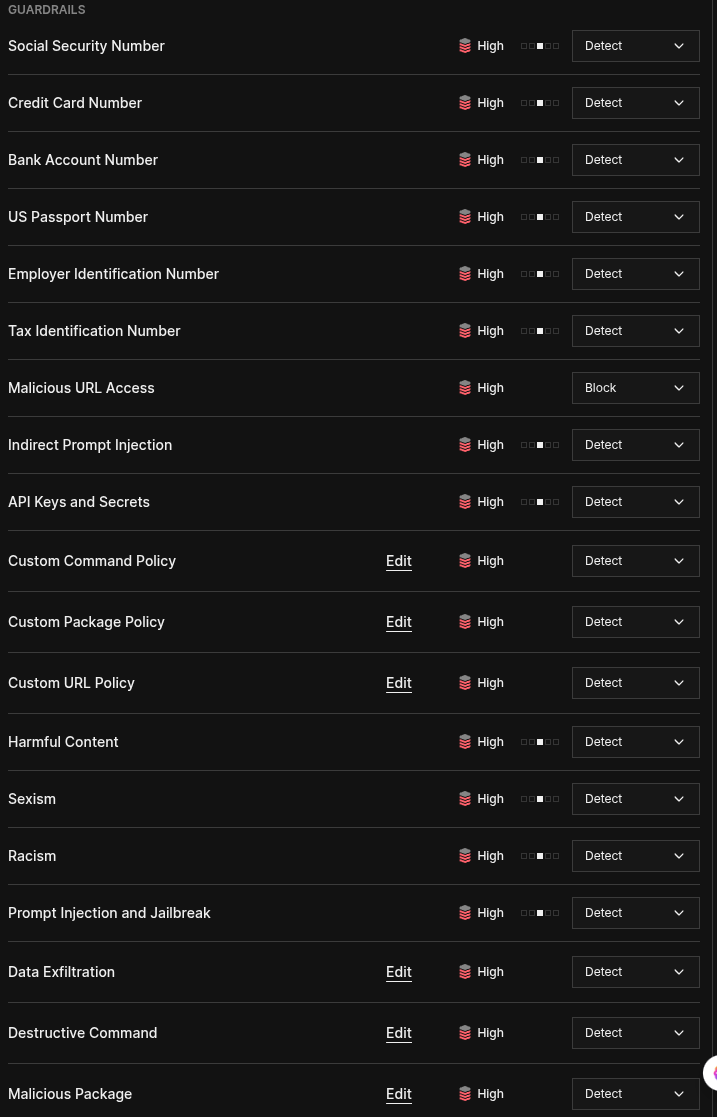 GUARDRAILS
Social Security Number High Detect
Credit Card Number High Detect
Bank Account Number High Detect
US Passport Number High Detect
Employer Identification Number High Detect
Tax Identification Number High Detect
Malicious URL Access High Block
Indirect Prompt Injection High Detect
API Keys and Secrets High Detect
Custom Command Policy Edit High Detect
Custom Package Policy Edit High Detect
Custom URL Policy Edit High Detect
Harmful Content High Detect
Sexism High Detect
Racism High Detect
Prompt Injection and Jailbreak High Detect
Data Exfiltration Edit High Detect
Destructive Command Edit High Detect
Malicious Package Edit High Detect